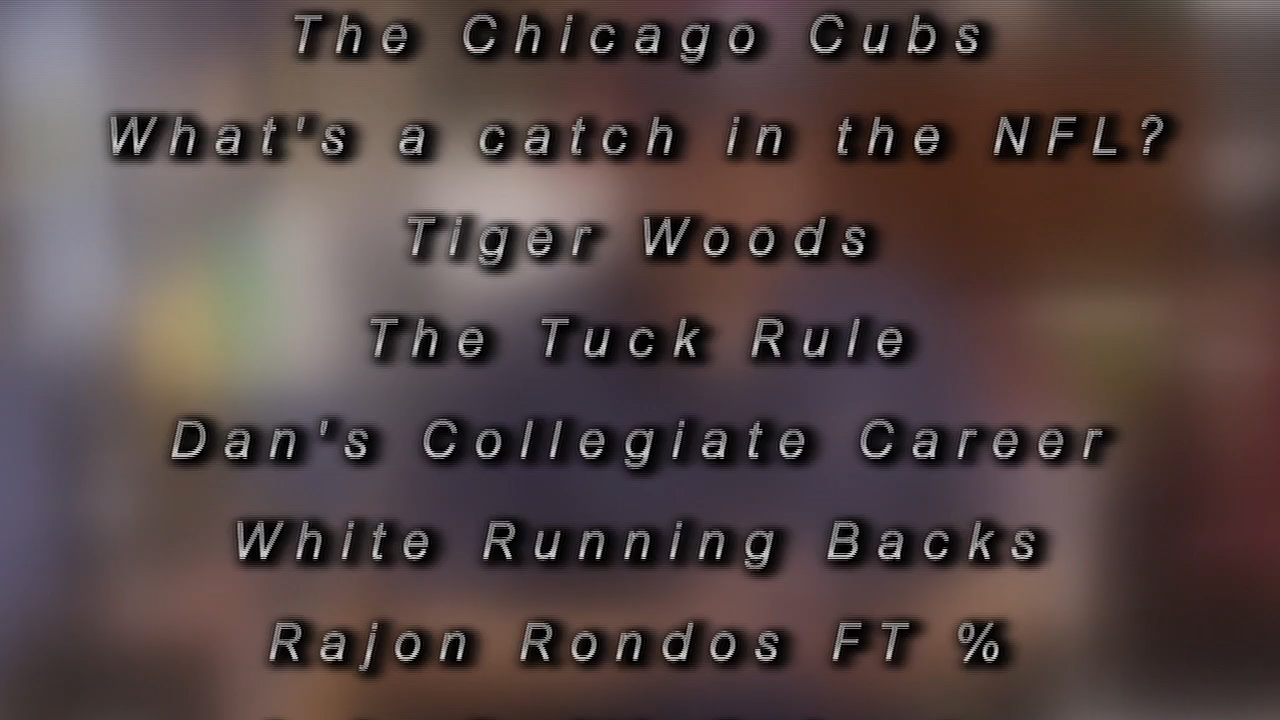 The Chicago Cubs
What's a catch in the NFL?
Tiger Woods
The Tuck Rule
Dan's Collegiate Career
White Running Backs
Rajon Rondos FT %